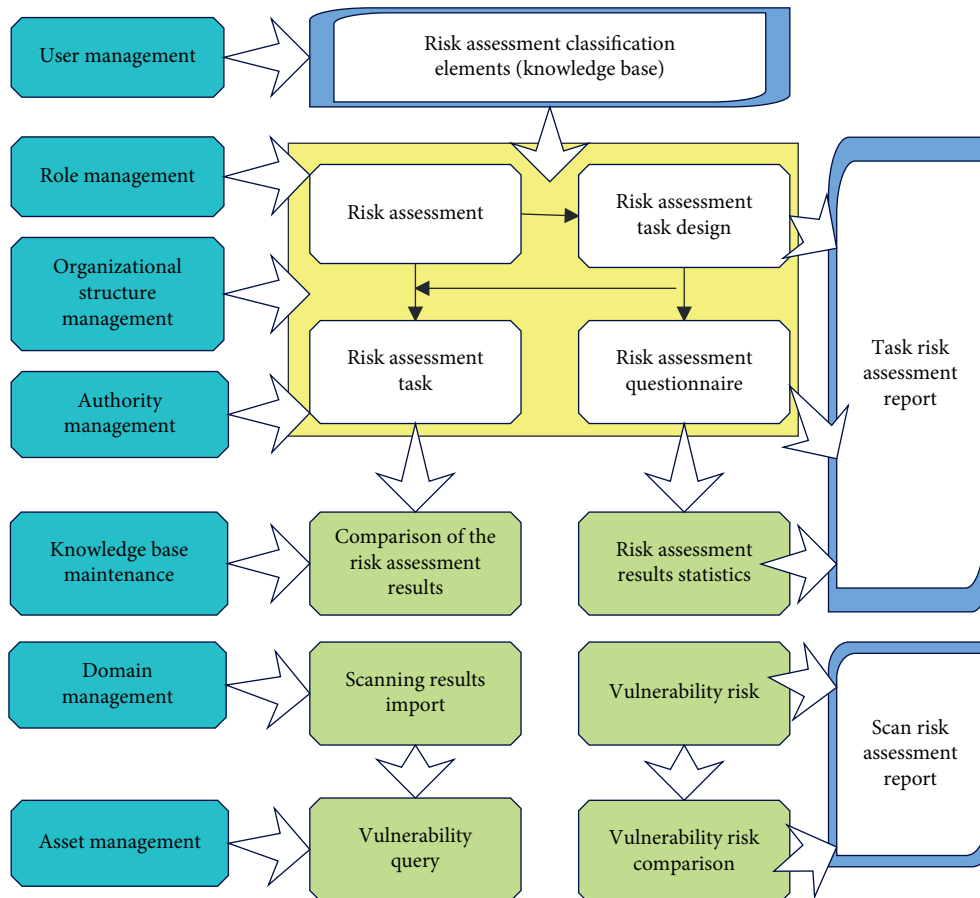 User management
Risk assessment classification
elements (knowledge base)
Role management
Risk assessment
Risk assessment
task design
Organizational
structure
management
Risk assessment
task
Risk assessment
questionnaire
Task risk
assessment
report
Authority
management
Knowledge base
maintenance
Comparison of the
risk assessment
results
Risk assessment
results statistics
Domain
management
Scanning results
import
Vulnerability risk
Scan risk
assessment
report
Asset management
Vulnerability
query
Vulnerability risk
comparison